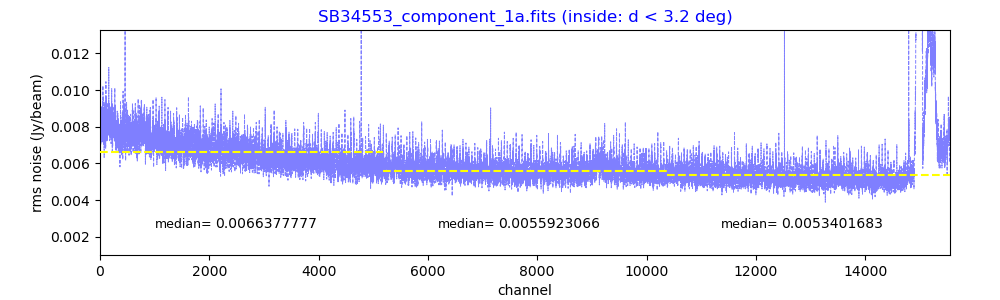 SB34553_component_1a.fits (inside: d < 3.2 deg)
0.012
0.010
0.008
0.006
0.004
0.002
rms noise (Jy/beam)
median= 0.0066377777
median= 0.0055923066
median= 0.0053401683
0
2000
4000
6000
8000
10000
12000
14000
channel